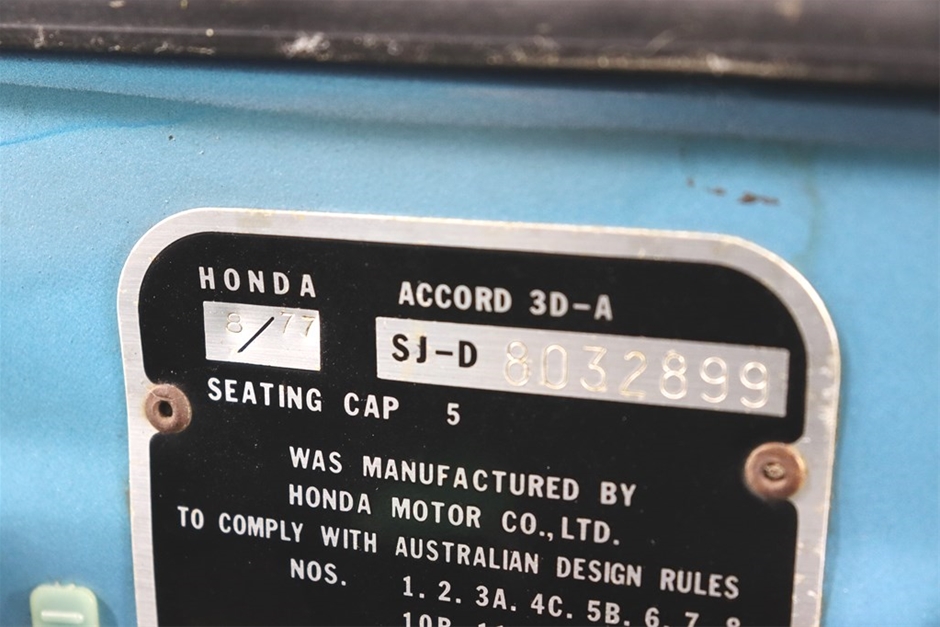 HONDA ACCORD 3D-A
8/77 SJ-D 8032899
SEATING CAP 5
WAS MANUFACTURED BY
HONDA MOTOR CO., LTD.
TO COMPLY WITH AUSTRALIAN DESIGN RULES
NOS. 1. 2. 3A. 4C. 5B. 6. 7. 8
10B.